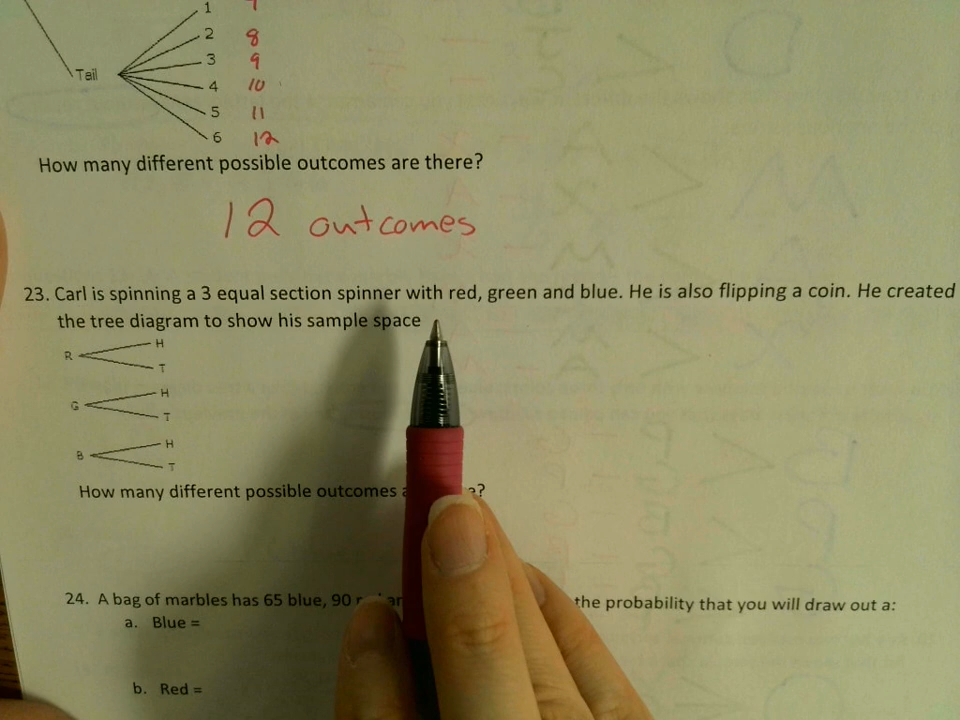 1
2 8
3 9
Tail
4 10
5 11
6 12
How many different possible outcomes are there?
12 outcomes
23. Carl is spinning a 3 equal section spinner with red, green and blue. He is also flipping a coin. He created
the tree diagram to show his sample space
H
R
T
H
G
T
H
B
T
How many different possible outcomes
24. A bag of marbles has 65 blue, 90 the probability that you will draw out a:
a. Blue =
b. Red =